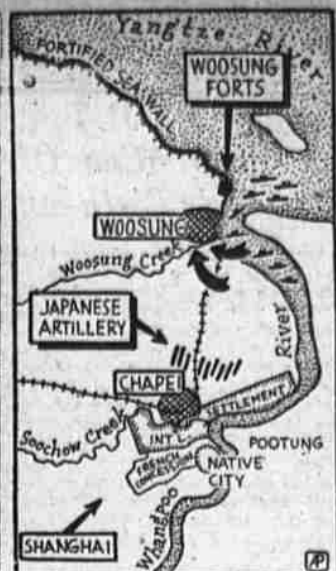 Yangtze River
FORTIFIED SEA WALL
WOOSUNG
FORTS
WOOSUNG
Woosung Creek
JAPANESE
ARTILLERY
River
CHAPEI
SETTLEMENT
Soochow Creek
INT'L.
POOTUNG
FRENCH
CONCESSION
NATIVE
CITY
SHANGHAI
Whangpoo
AP